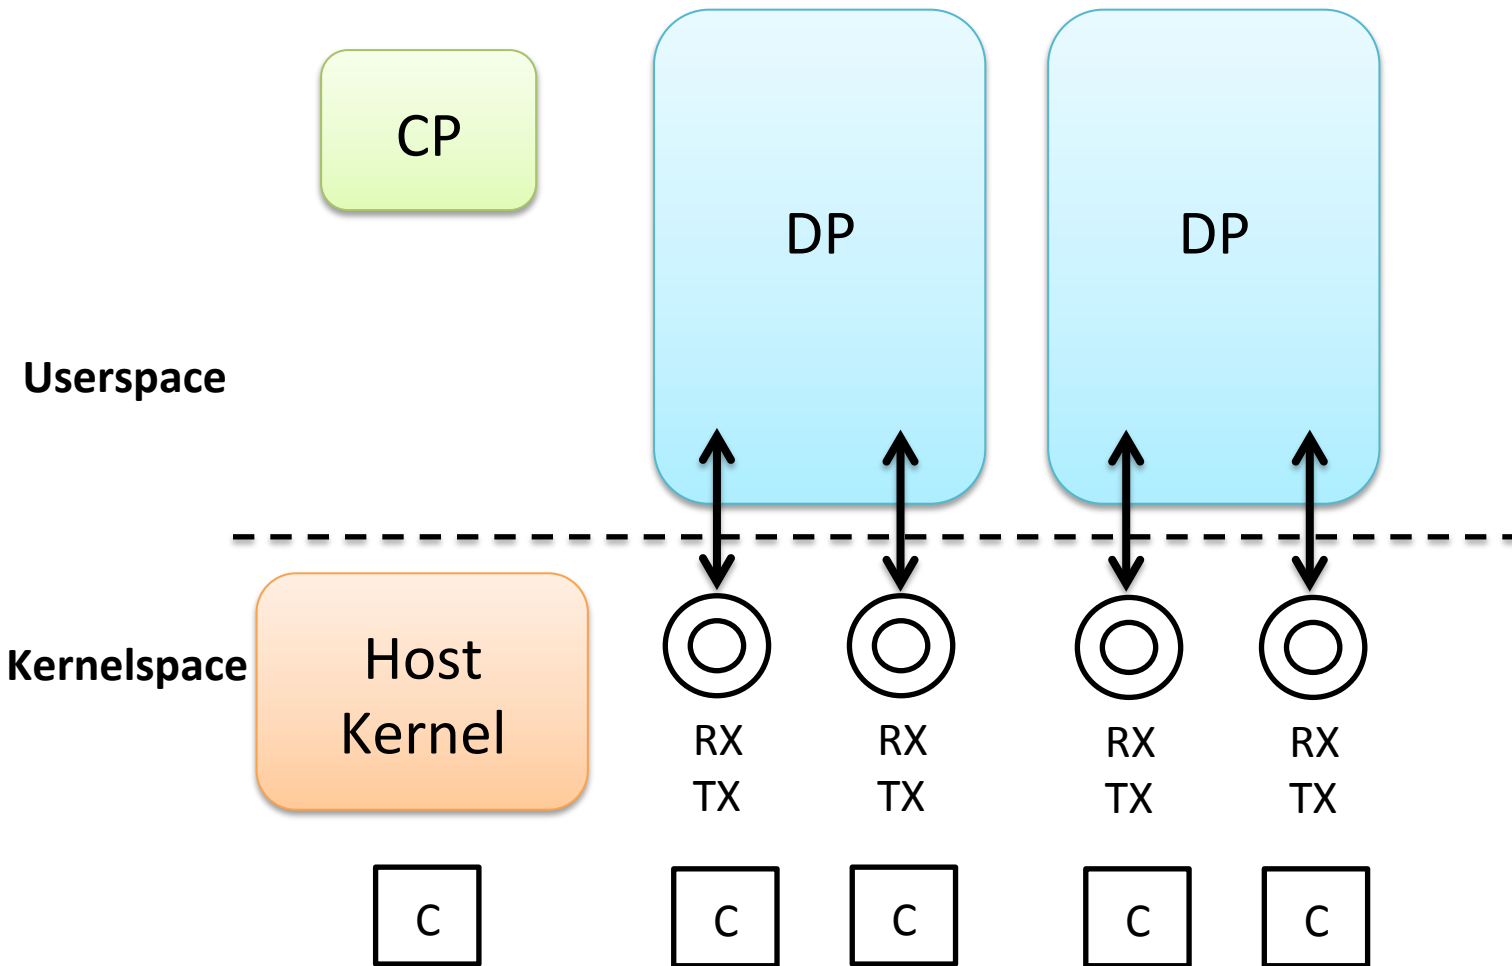 CP
DP
DP
Userspace
Kernelspace
Host
Kernel
RX
TX
RX
TX
RX
TX
RX
TX
C
C
C
C
C